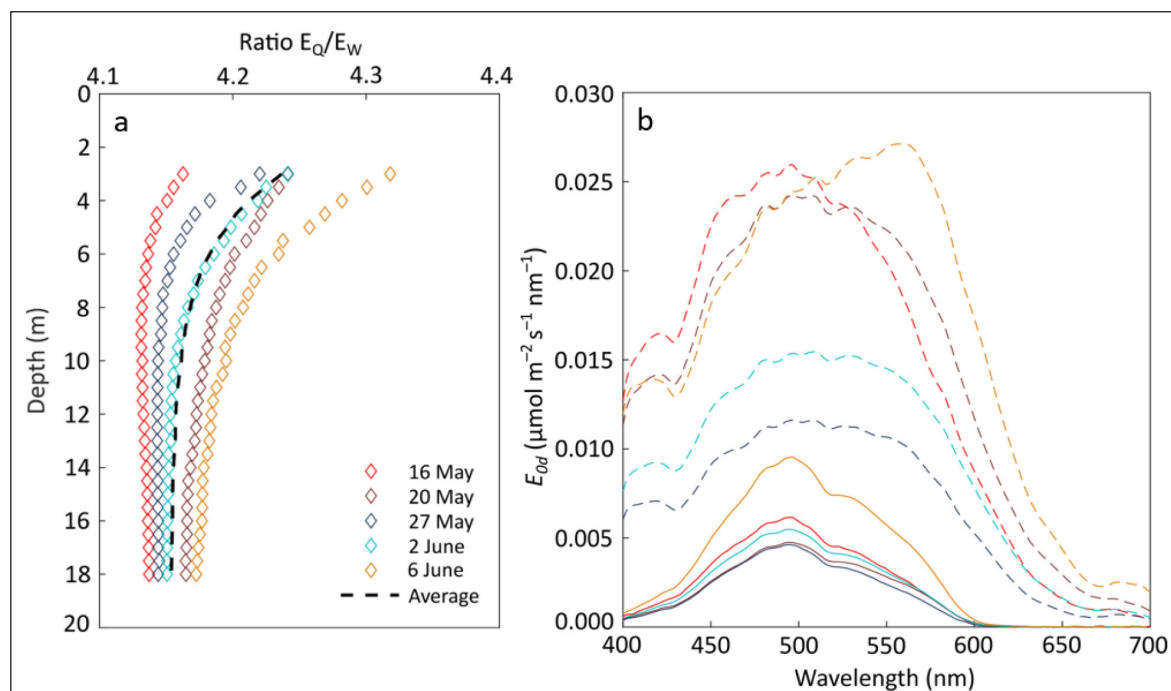 Ratio E_Q/E_W
4.1 4.2 4.3 4.4
a
0
2
4
6
8
10
12
14
16
18
20
Depth (m)
16 May
20 May
27 May
2 June
6 June
Average
b
0.030
0.025
0.020
0.015
0.010
0.005
0.000
E_0d (μmol m⁻² s⁻¹ nm⁻¹)
400 450 500 550 600 650 700
Wavelength (nm)